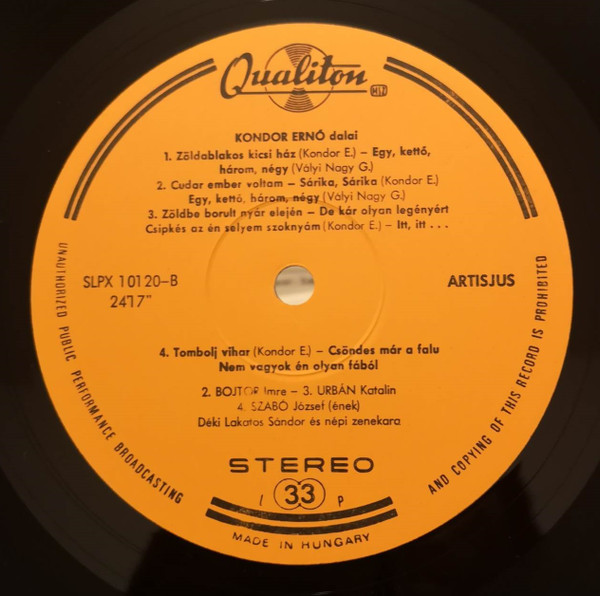 Qualiton
MHV
KONDOR ERNŐ dalai
1. Zöldablakos kicsi ház (Kondor E.) – Egy, kettő,
három, négy (Vályi Nagy G.)
2. Cudar ember voltam – Sárika, Sárika (Kondor E.)
Egy, kettő, három, négy (Vályi Nagy G.)
3. Zöldbe borult nyár elején – De kár olyan legényért
Csipkés az én selyem szoknyám (Kondor E.) – Itt, itt . . .
SLPX 10120–B
24'17"
ARTISJUS
4. Tombolj vihar (Kondor E.) – Csöndes már a falu
Nem vagyok én olyan fából
2. BOJTOR Imre – 3. URBÁN Katalin
4. SZABÓ József (ének)
Déki Lakatos Sándor és népi zenekara
STEREO
I 33 P
MADE IN HUNGARY
UNAUTHORIZED PUBLIC PERFORMANCE BROADCASTING
AND COPYING OF THIS RECORD IS PROHIBITED